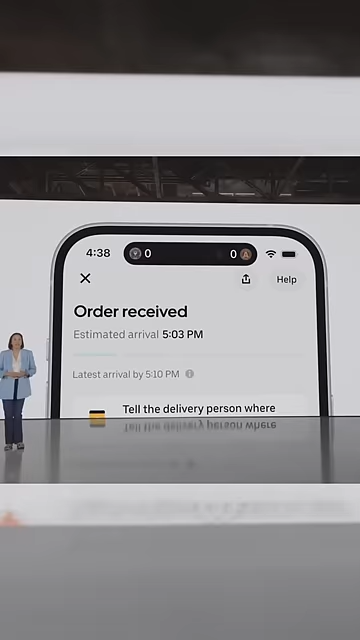 4:38
0
0
Help
Order received
Estimated arrival 5:03 PM
Latest arrival by 5:10 PM
Tell the delivery person where